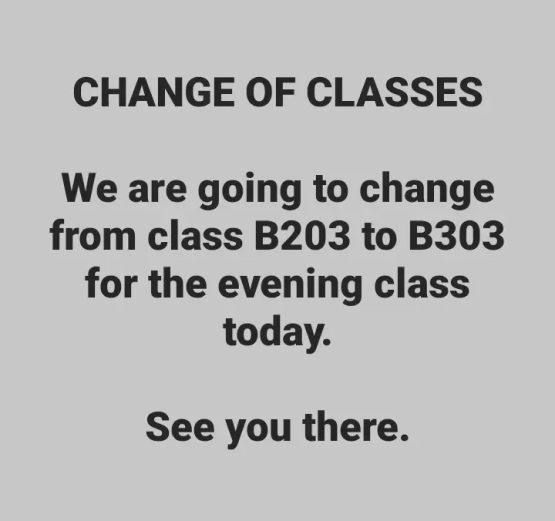 CHANGE OF CLASSES
We are going to change
from class B203 to B303
for the evening class
today.
See you there.